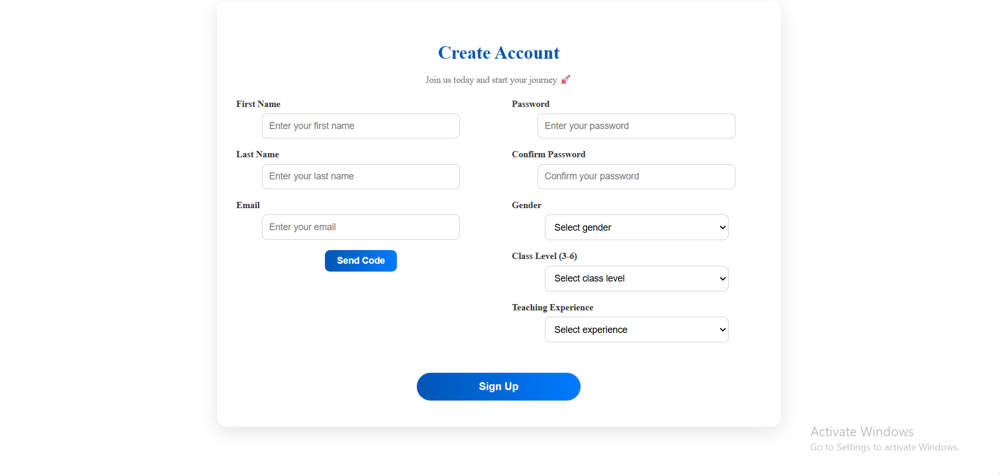 Create Account
Join us today and start your journey 🚀
First Name
Enter your first name
Last Name
Enter your last name
Email
Enter your email
Send Code
Password
Enter your password
Confirm Password
Confirm your password
Gender
Select gender
Class Level (3-6)
Select class level
Teaching Experience
Select experience
Sign Up
Activate Windows
Go to Settings to activate Windows.